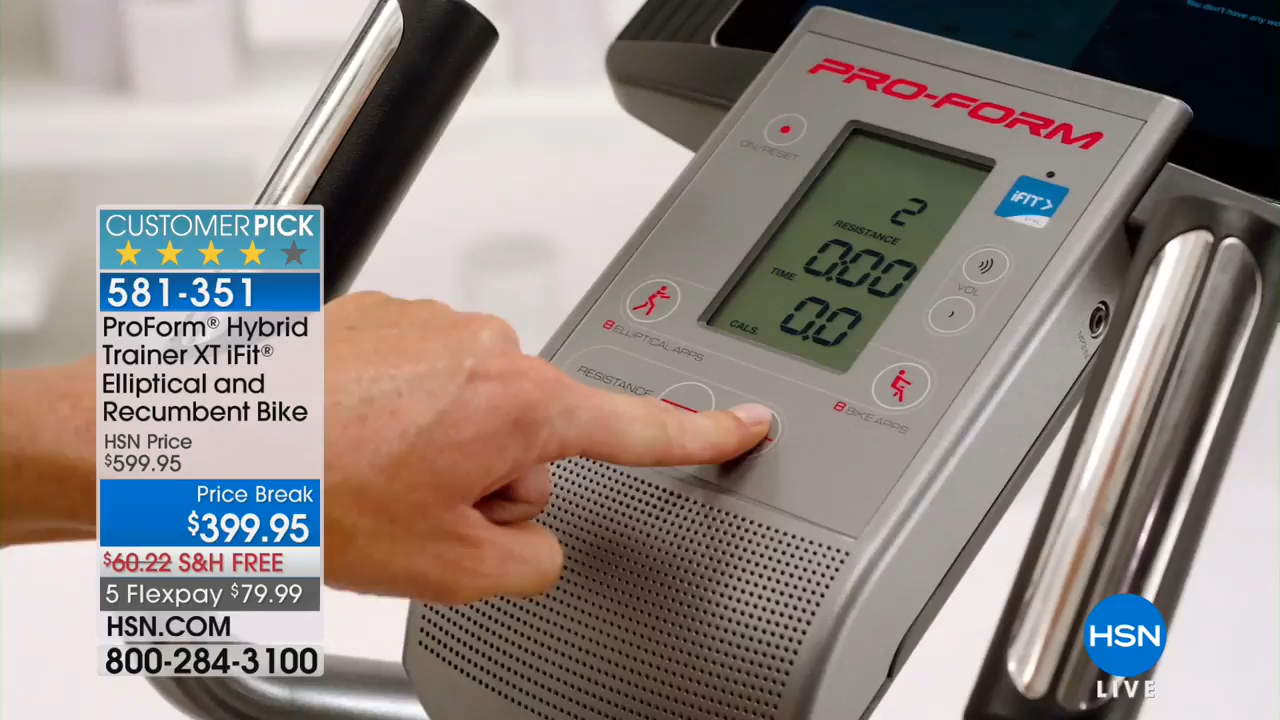 CUSTOMER PICK
581-351
ProForm® Hybrid
Trainer XT iFit®
Elliptical and
Recumbent Bike
HSN Price
$599.95
Price Break
$399.95
$60.22 S&H FREE
5 Flexpay $79.99
HSN.COM
800-284-3100
PRO-FORM
ON/RESET
iFIT
2
RESISTANCE
TIME 0:00
CALS. 0.0
VOL
8 ELLIPTICAL APPS
RESISTANCE
8 BIKE APPS
HSN
LIVE